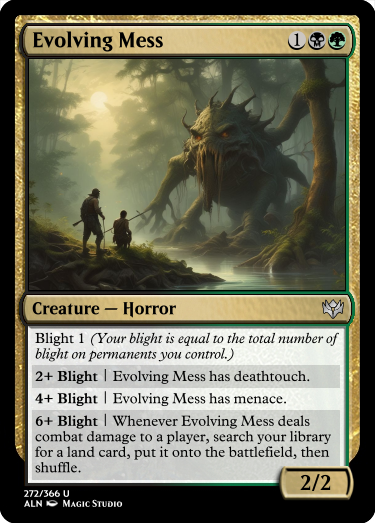 Evolving Mess 1
Creature — Horror
Blight 1 (Your blight is equal to the total number of
blight on permanents you control.)
2+ Blight | Evolving Mess has deathtouch.
4+ Blight | Evolving Mess has menace.
6+ Blight | Whenever Evolving Mess deals
combat damage to a player, search your library
for a land card, put it onto the battlefield, then
shuffle.
2/2
272/366 U
ALN Magic Studio